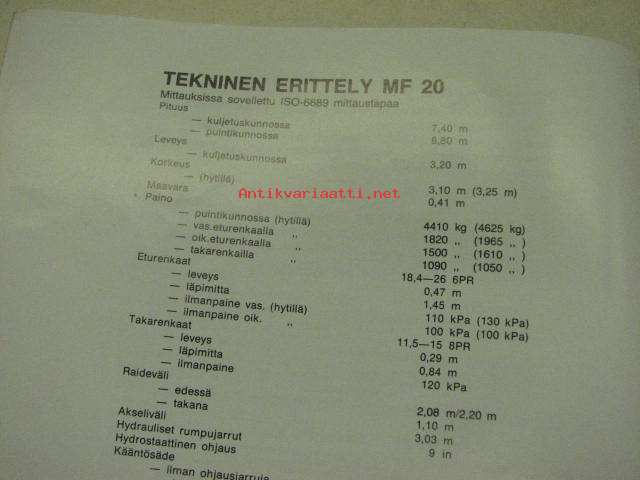 TEKNINEN ERITTELY MF 20
Mittauksissa sovellettu ISO-6689 mittaustapaa
Pituus
— kuljetuskunnossa 7,40 m
— puintikunnossa 6,80 m
Leveys
— kuljetuskunnossa 3,20 m
Korkeus
— (hytillä) 3,10 m (3,25 m)
Maavara 0,41 m
Antikvariaatti.net
* Paino
— puintikunnossa (hytillä) 4410 kg (4625 kg)
— vas.eturenkaalla ,, 1820 ,, (1965 ,, )
— oik.eturenkaalla ,, 1500 ,, (1610 ,, )
— takarenkailla ,, 1090 ,, (1050 ,, )
Eturenkaat 18,4—26 6PR
— leveys 0,47 m
— läpimitta 1,45 m
— ilmanpaine vas. (hytillä) 110 kPa (130 kPa)
— ilmanpaine oik. ,, 100 kPa (100 kPa)
Takarenkaat 11,5—15 8PR
— leveys 0,29 m
— läpimitta 0,84 m
— ilmanpaine 120 kPa
Raideväli
— edessä 2,08 m/2,20 m
— takana 1,10 m
Akseliväli 3,03 m
Hydrauliset rumpujarrut 9 in
Hydrostaattinen ohjaus
Kääntösäde
— ilman ohjausjarruja